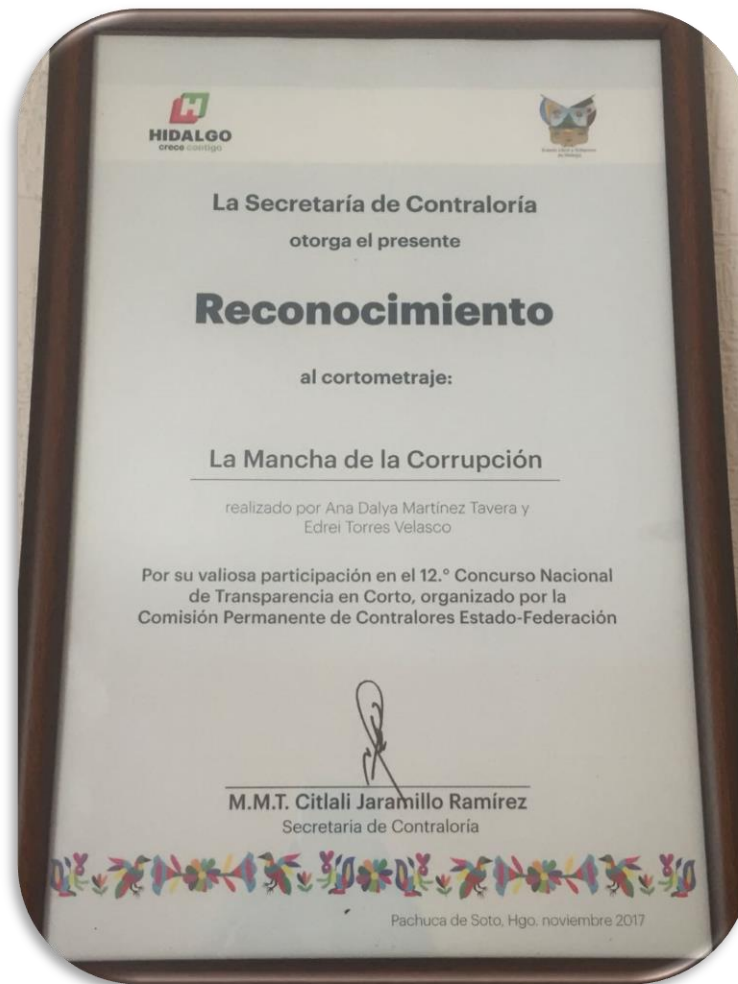 HIDALGO
crece contigo
La Secretaría de Contraloría
otorga el presente
Reconocimiento
al cortometraje:
La Mancha de la Corrupción
realizado por Ana Dalya Martínez Tavera y
Edrei Torres Velasco
Por su valiosa participación en el 12.° Concurso Nacional
de Transparencia en Corto, organizado por la
Comisión Permanente de Contralores Estado-Federación
M.M.T. Citlali Jaramillo Ramírez
Secretaria de Contraloría
Pachuca de Soto, Hgo. noviembre 2017